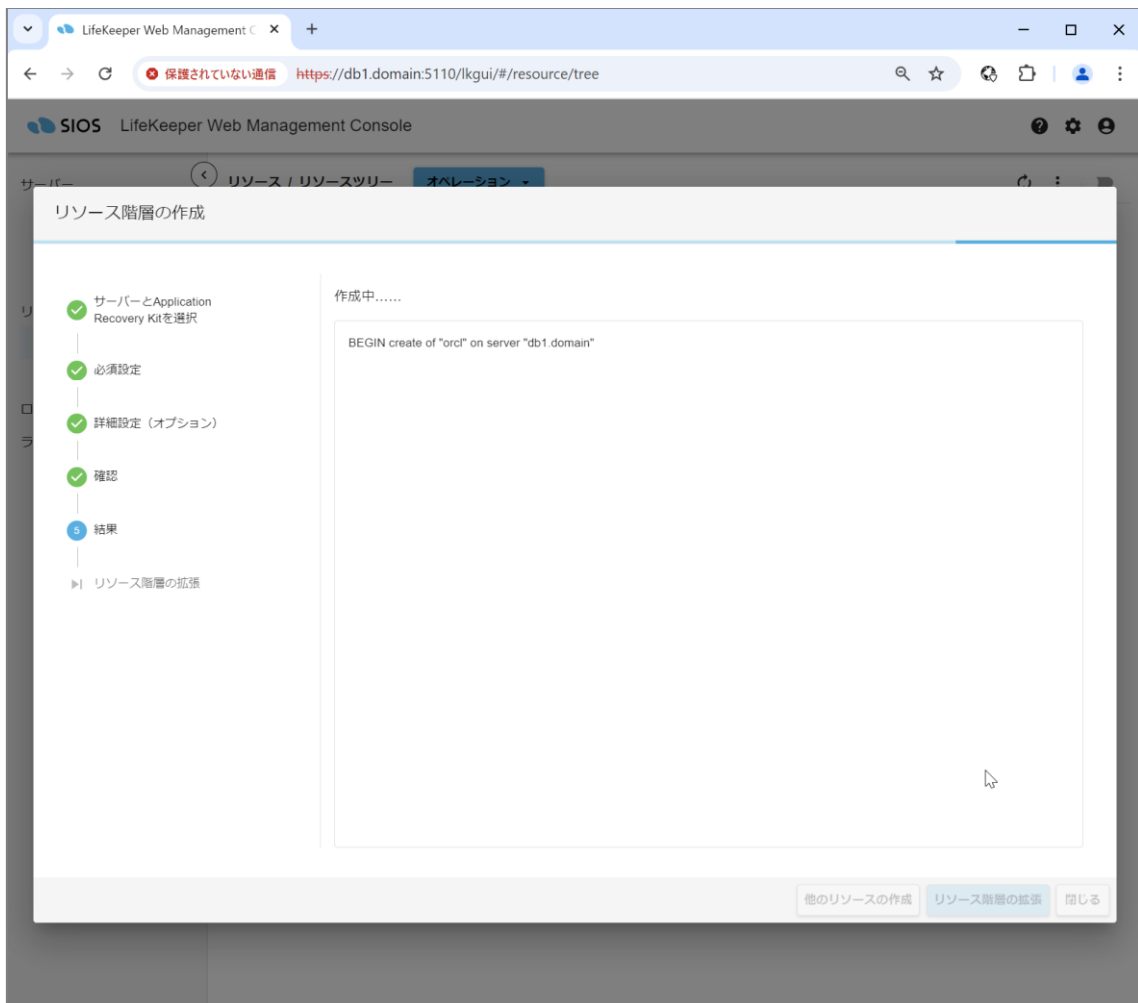 LifeKeeper Web Management C
保護されていない通信 https://db1.domain:5110/lkgui/#/resource/tree
SIOS LifeKeeper Web Management Console
サーバー
リソース / リソースツリー オペレーション
リソース階層の作成
サーバーとApplication
Recovery Kitを選択
必須設定
詳細設定（オプション）
確認
5 結果
リソース階層の拡張
作成中……
BEGIN create of "orcl" on server "db1.domain"
リ
ロ
ラ
他のリソースの作成 リソース階層の拡張 閉じる